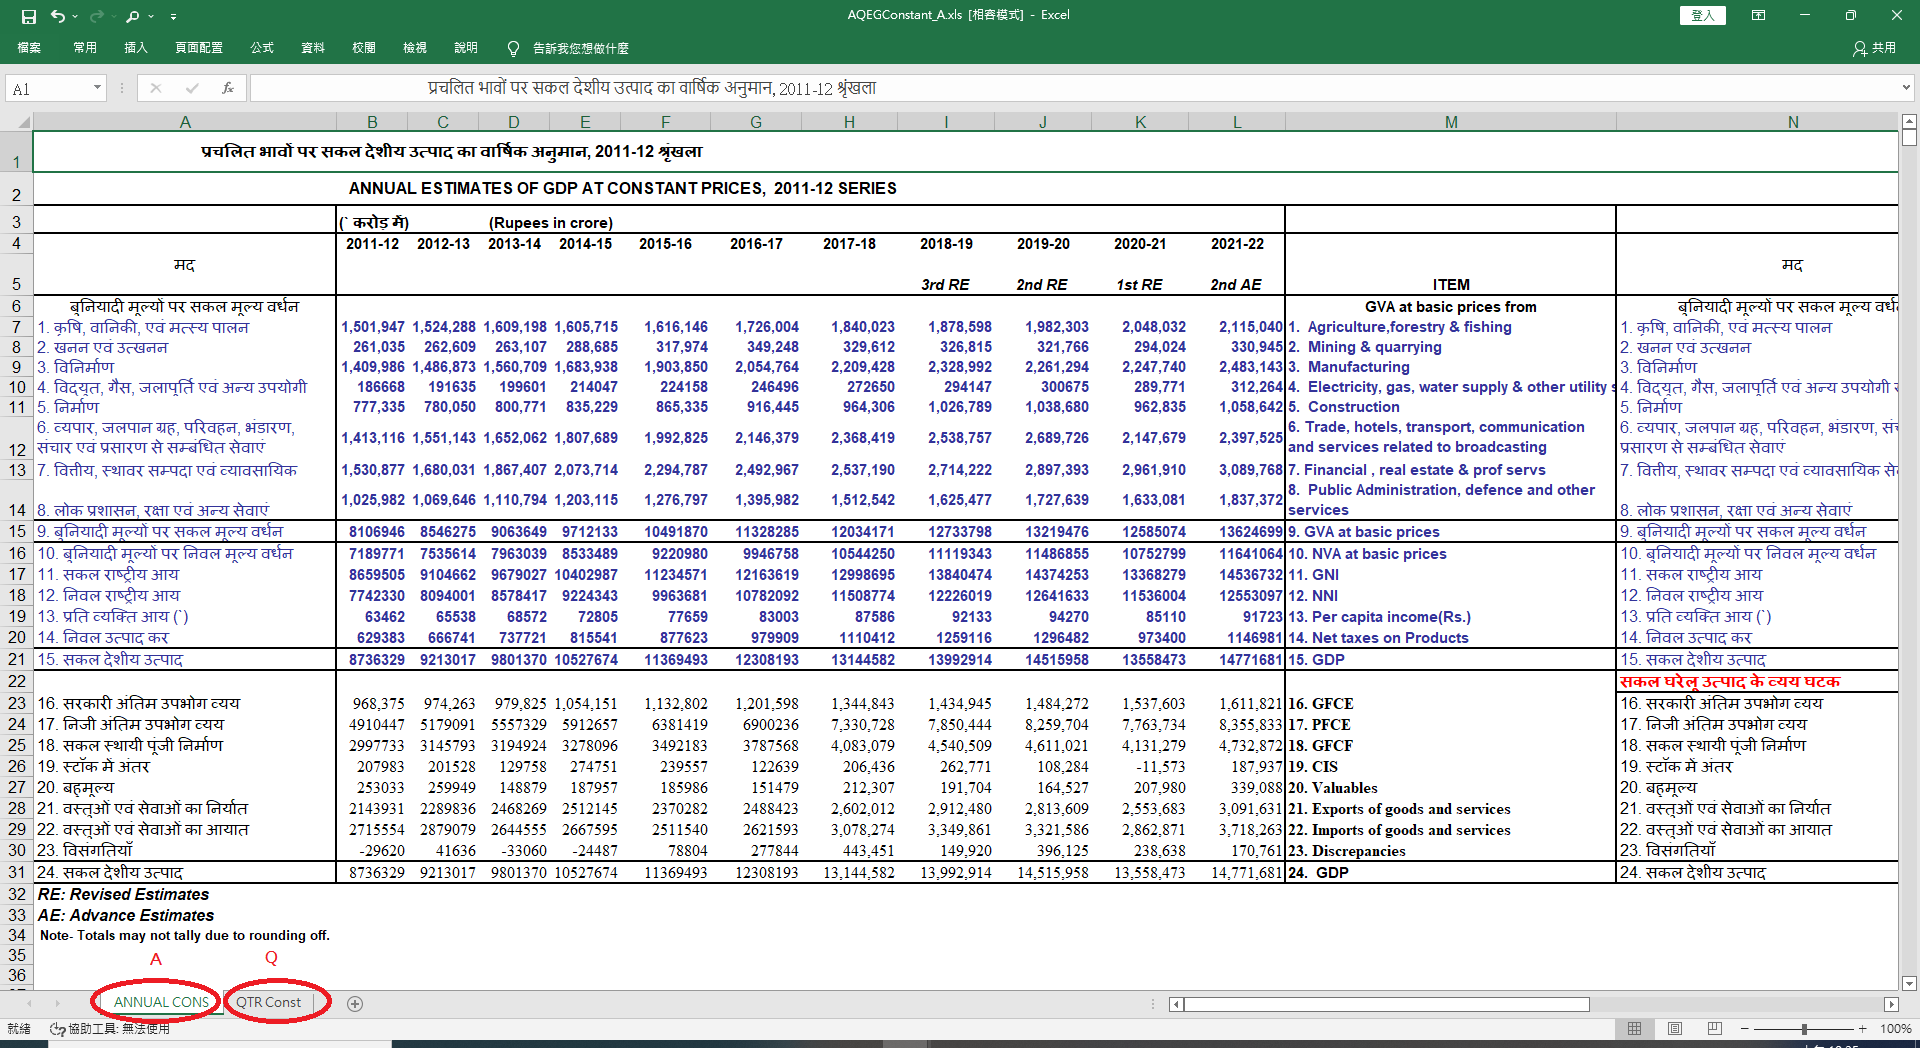 AQEGConstant_A.xls [相容模式] - Excel
登入
檔案 常用 插入 頁面配置 公式 資料 校閱 檢視 說明 告訴我您想做什麼 共用
A1 fx प्रचलित भावों पर सकल देशीय उत्पाद का वार्षिक अनुमान, 2011-12 श्रृंखला
A B C D E F G H I J K L M N
1 प्रचलित भावों पर सकल देशीय उत्पाद का वार्षिक अनुमान, 2011-12 श्रृंखला
2 ANNUAL ESTIMATES OF GDP AT CONSTANT PRICES, 2011-12 SERIES
3 (` करोड़ में) (Rupees in crore)
4 2011-12 2012-13 2013-14 2014-15 2015-16 2016-17 2017-18 2018-19 2019-20 2020-21 2021-22
मद मद
5 3rd RE 2nd RE 1st RE 2nd AE ITEM
6 बुनियादी मूल्यों पर सकल मूल्य वर्धन GVA at basic prices from बुनियादी मूल्यों पर सकल मूल्य
7 1. कृषि, वानिकी, एवं मत्स्य पालन 1,501,947 1,524,288 1,609,198 1,605,715 1,616,146 1,726,004 1,840,023 1,878,598 1,982,303 2,048,032 2,115,040 1. Agriculture,forestry & fishing 1. कृषि, वानिकी, एवं मत्स्य पालन
8 2. खनन एवं उत्खनन 261,035 262,609 263,107 288,685 317,974 349,248 329,612 326,815 321,766 294,024 330,945 2. Mining & quarrying 2. खनन एवं उत्खनन
9 3. विनिर्माण 1,409,986 1,486,873 1,560,709 1,683,938 1,903,850 2,054,764 2,209,428 2,328,992 2,261,294 2,247,740 2,483,143 3. Manufacturing 3. विनिर्माण
10 4. विद्युत, गैस, जलापूर्ति एवं अन्य उपयोगी 186668 191635 199601 214047 224158 246496 272650 294147 300675 289,771 312,264 4. Electricity, gas, water supply & other utility s 4. विद्युत, गैस, जलापूर्ति एवं अन्य उपयोगी
11 5. निर्माण 777,335 780,050 800,771 835,229 865,335 916,445 964,306 1,026,789 1,038,680 962,835 1,058,642 5. Construction 5. निर्माण
6. व्यपार, जलपान ग्रह, परिवहन, भंडारण, 6. Trade, hotels, transport, communication 6. व्यपार, जलपान ग्रह, परिवहन, भंडारण,
12 संचार एवं प्रसारण से सम्बंधित सेवाएं 1,413,116 1,551,143 1,652,062 1,807,689 1,992,825 2,146,379 2,368,419 2,538,757 2,689,726 2,147,679 2,397,525 and services related to broadcasting प्रसारण से सम्बंधित सेवाएं
13 7. वित्तीय, स्थावर सम्पदा एवं व्यावसायिक 1,530,877 1,680,031 1,867,407 2,073,714 2,294,787 2,492,967 2,537,190 2,714,222 2,897,393 2,961,910 3,089,768 7. Financial , real estate & prof servs 7. वित्तीय, स्थावर सम्पदा एवं व्यावसायिक
1,025,982 1,069,646 1,110,794 1,203,115 1,276,797 1,395,982 1,512,542 1,625,477 1,727,639 1,633,081 1,837,372 8. Public Administration, defence and other
14 8. लोक प्रशासन, रक्षा एवं अन्य सेवाएं services 8. लोक प्रशासन, रक्षा एवं अन्य सेवाएं
15 9. बुनियादी मूल्यों पर सकल मूल्य वर्धन 8106946 8546275 9063649 9712133 10491870 11328285 12034171 12733798 13219476 12585074 13624699 9. GVA at basic prices 9. बुनियादी मूल्यों पर सकल मूल्य वर्धन
16 10. बुनियादी मूल्यों पर निवल मूल्य वर्धन 7189771 7535614 7963039 8533489 9220980 9946758 10544250 11119343 11486855 10752799 11641064 10. NVA at basic prices 10. बुनियादी मूल्यों पर निवल मूल्य वर्धन
17 11. सकल राष्ट्रीय आय 8659505 9104662 9679027 10402987 11234571 12163619 12998695 13840474 14374253 13368279 14536732 11. GNI 11. सकल राष्ट्रीय आय
18 12. निवल राष्ट्रीय आय 7742330 8094001 8578417 9224343 9963681 10782092 11508774 12226019 12641633 11536004 12553097 12. NNI 12. निवल राष्ट्रीय आय
19 13. प्रति व्यक्ति आय (`) 63462 65538 68572 72805 77659 83003 87586 92133 94270 85110 91723 13. Per capita income(Rs.) 13. प्रति व्यक्ति आय (`)
20 14. निवल उत्पाद कर 629383 666741 737721 815541 877623 979909 1110412 1259116 1296482 973400 1146981 14. Net taxes on Products 14. निवल उत्पाद कर
21 15. सकल देशीय उत्पाद 8736329 9213017 9801370 10527674 11369493 12308193 13144582 13992914 14515958 13558473 14771681 15. GDP 15. सकल देशीय उत्पाद
22 सकल घरेलू उत्पाद के व्यय घटक
23 16. सरकारी अंतिम उपभोग व्यय 968,375 974,263 979,825 1,054,151 1,132,802 1,201,598 1,344,843 1,434,945 1,484,272 1,537,603 1,611,821 16. GFCE 16. सरकारी अंतिम उपभोग व्यय
24 17. निजी अंतिम उपभोग व्यय 4910447 5179091 5557329 5912657 6381419 6900236 7,330,728 7,850,444 8,259,704 7,763,734 8,355,833 17. PFCE 17. निजी अंतिम उपभोग व्यय
25 18. सकल स्थायी पूंजी निर्माण 2997733 3145793 3194924 3278096 3492183 3787568 4,083,079 4,540,509 4,611,021 4,131,279 4,732,872 18. GFCF 18. सकल स्थायी पूंजी निर्माण
26 19. स्टॉक में अंतर 207983 201528 129758 274751 239557 122639 206,436 262,771 108,284 -11,573 187,937 19. CIS 19. स्टॉक में अंतर
27 20. बहुमूल्य 253033 259949 148879 187957 185986 151479 212,307 191,704 164,527 207,980 339,088 20. Valuables 20. बहुमूल्य
28 21. वस्तुओं एवं सेवाओं का निर्यात 2143931 2289836 2468269 2512145 2370282 2488423 2,602,012 2,912,480 2,813,609 2,553,683 3,091,631 21. Exports of goods and services 21. वस्तुओं एवं सेवाओं का निर्यात
29 22. वस्तुओं एवं सेवाओं का आयात 2715554 2879079 2644555 2667595 2511540 2621593 3,078,274 3,349,861 3,321,586 2,862,871 3,718,263 22. Imports of goods and services 22. वस्तुओं एवं सेवाओं का आयात
30 23. विसंगतियाँ -29620 41636 -33060 -24487 78804 277844 443,451 149,920 396,125 238,638 170,761 23. Discrepancies 23. विसंगतियाँ
31 24. सकल देशीय उत्पाद 8736329 9213017 9801370 10527674 11369493 12308193 13,144,582 13,992,914 14,515,958 13,558,473 14,771,681 24. GDP 24. सकल देशीय उत्पाद
32 RE: Revised Estimates
33 AE: Advance Estimates
34 Note- Totals may not tally due to rounding off.
35 A Q
36
ANNUAL CONS QTR Const
就緒 協助工具: 無法使用 100%